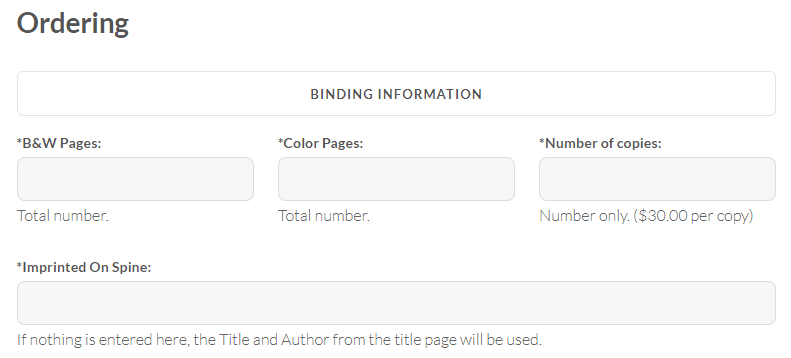 Ordering
BINDING INFORMATION
*B&W Pages: *Color Pages: *Number of copies:
Total number. Total number. Number only. ($30.00 per copy)
*Imprinted On Spine:
If nothing is entered here, the Title and Author from the title page will be used.